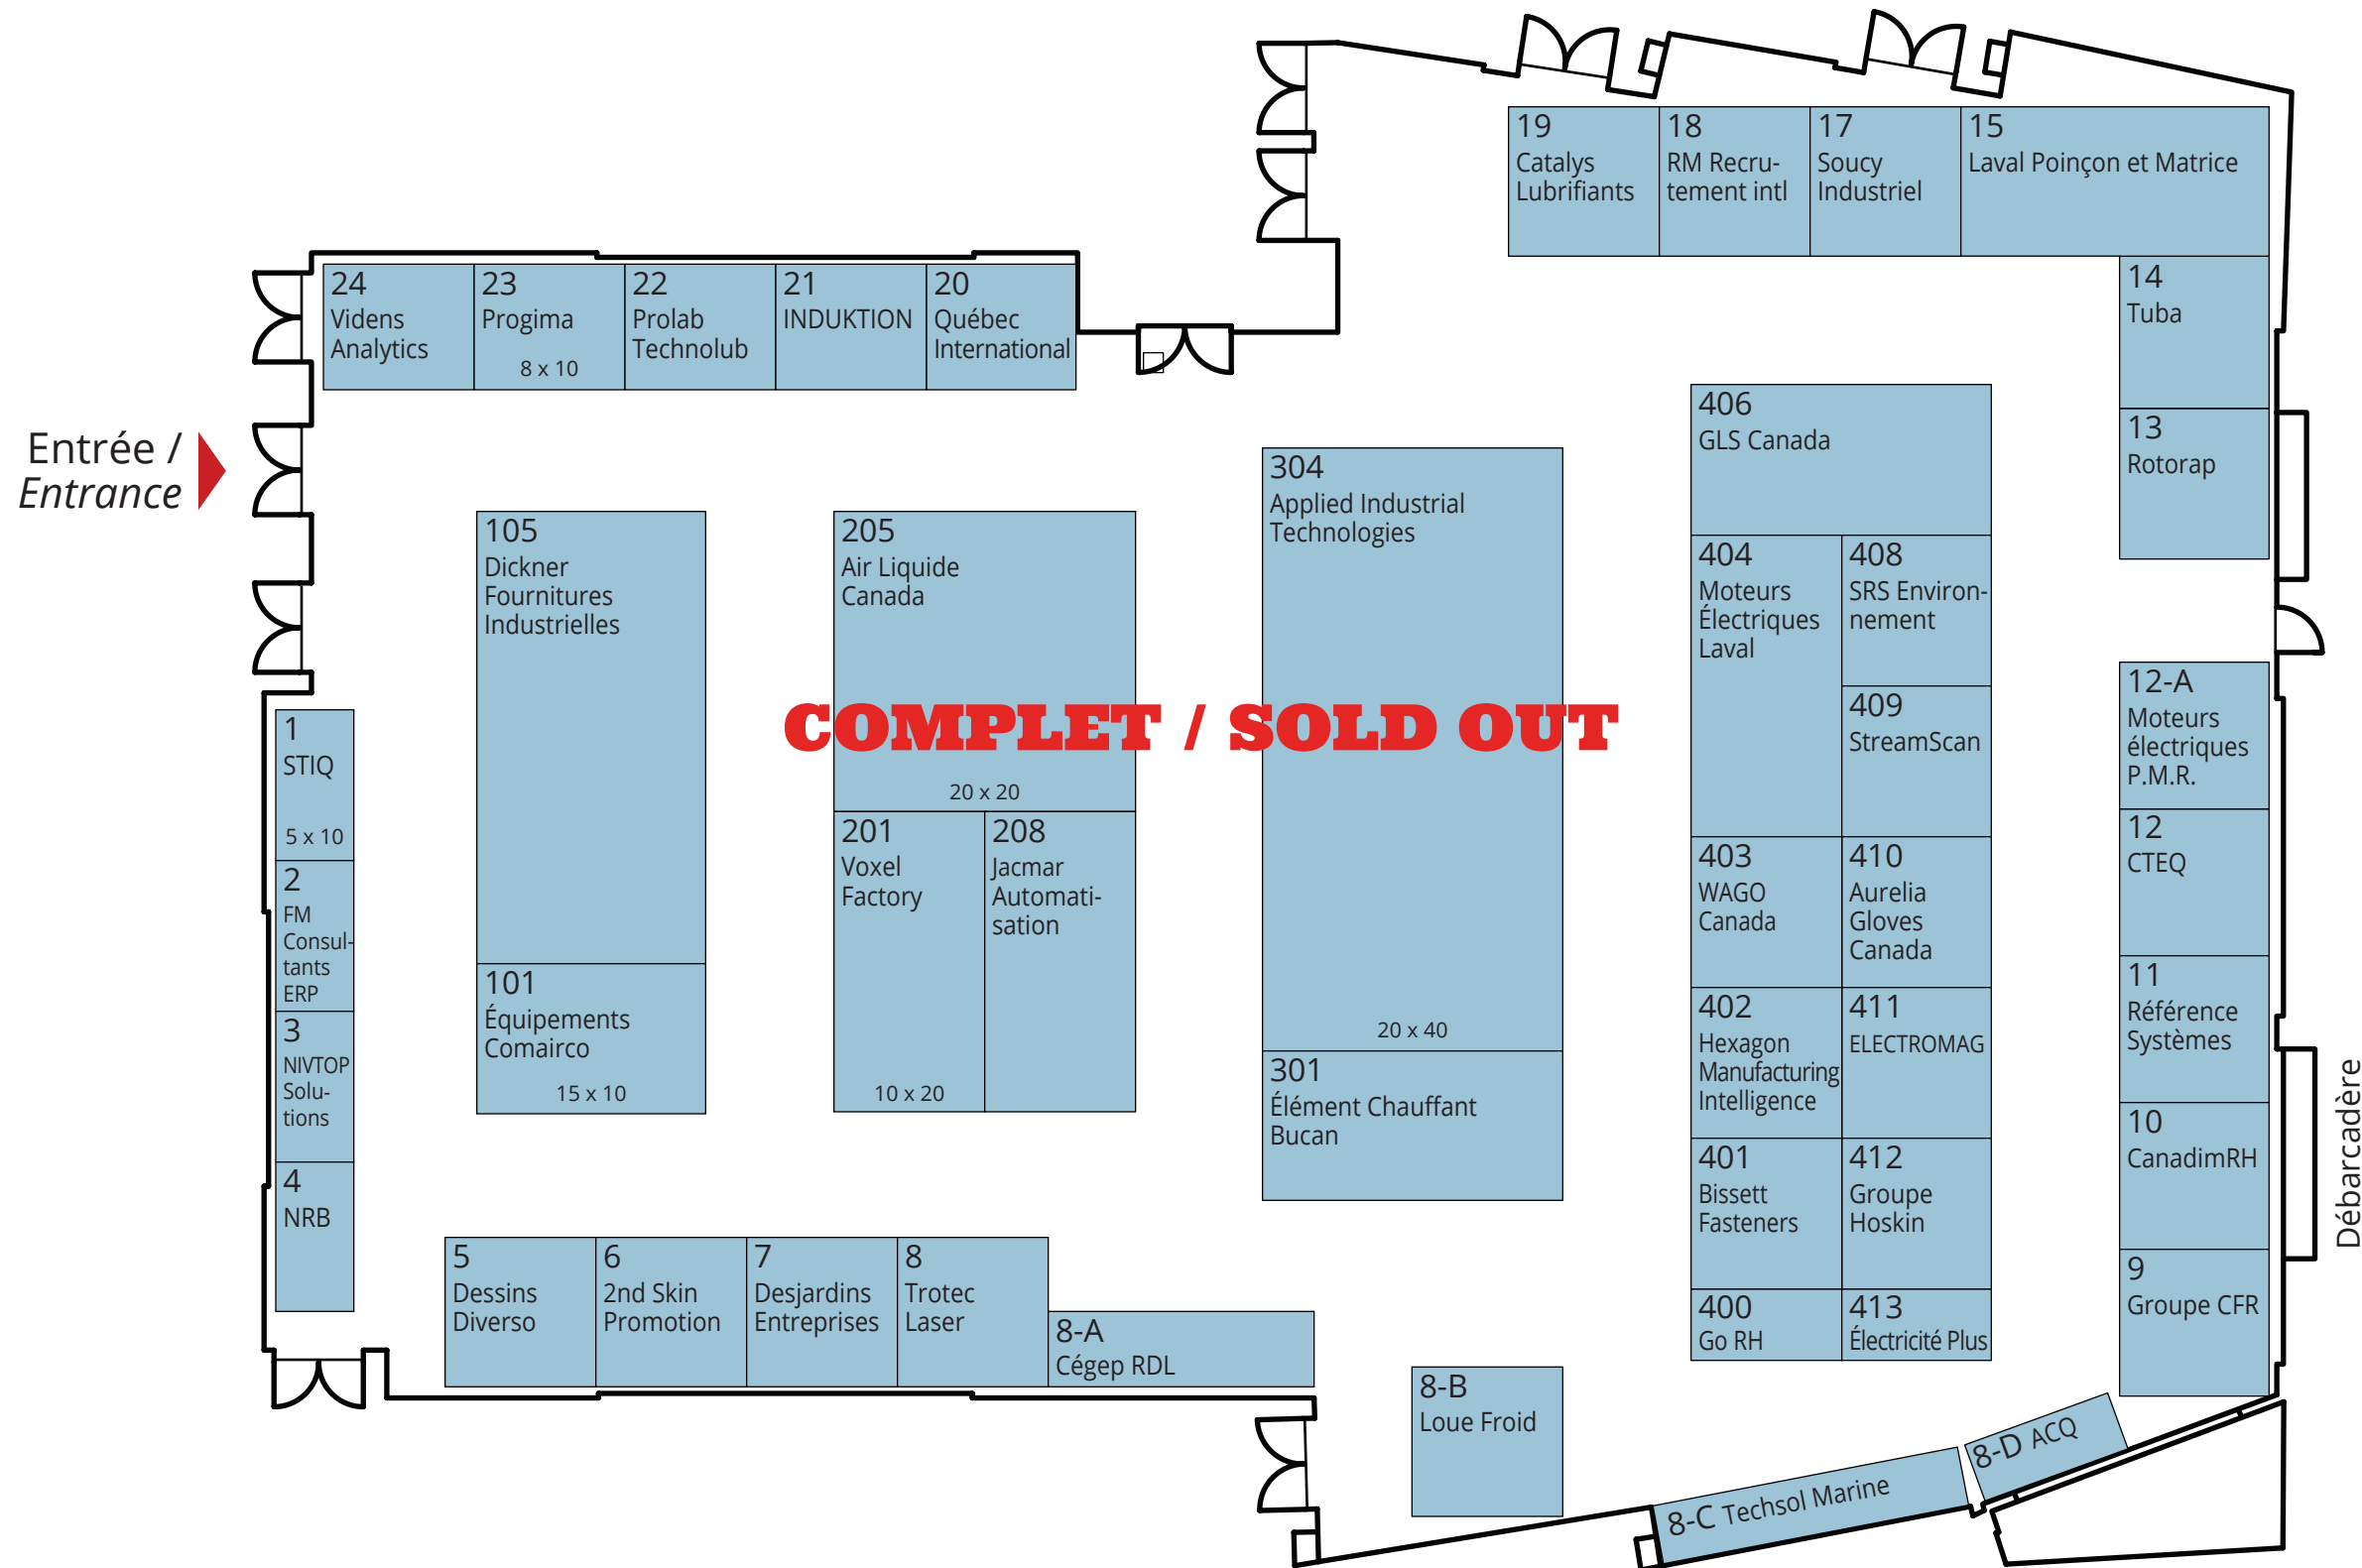 19
Catalys
Lubrifiants
18
RM Recru-
tement intl
17
Soucy
Industriel
15
Laval Poinçon et Matrice
24
Videns
Analytics
23
Progima
8 x 10
22
Prolab
Technolub
21
INDUKTION
20
Québec
International
14
Tuba
13
Rotorap
Entrée /
Entrance
105
Dickner
Fournitures
Industrielles
101
Équipements
Comairco
15 x 10
205
Air Liquide
Canada
20 x 20
201
Voxel
Factory
10 x 20
208
Jacmar
Automati-
sation
304
Applied Industrial
Technologies
20 x 40
301
Élément Chauffant
Bucan
COMPLET / SOLD OUT
406
GLS Canada
404
Moteurs
Électriques
Laval
408
SRS Environ-
nement
409
StreamScan
403
WAGO
Canada
410
Aurelia
Gloves
Canada
402
Hexagon
Manufacturing
Intelligence
411
ELECTROMAG
401
Bissett
Fasteners
412
Groupe
Hoskin
400
Go RH
413
Électricité Plus
12-A
Moteurs
électriques
P.M.R.
12
CTEQ
11
Référence
Systèmes
10
CanadimRH
9
Groupe CFR
Débarcadère
1
STIQ
5 x 10
2
FM
Consul-
tants
ERP
3
NIVTOP
Solu-
tions
4
NRB
5
Dessins
Diverso
6
2nd Skin
Promotion
7
Desjardins
Entreprises
8
Trotec
Laser
8-A
Cégep RDL
8-B
Loue Froid
8-C Techsol Marine
8-D ACQ